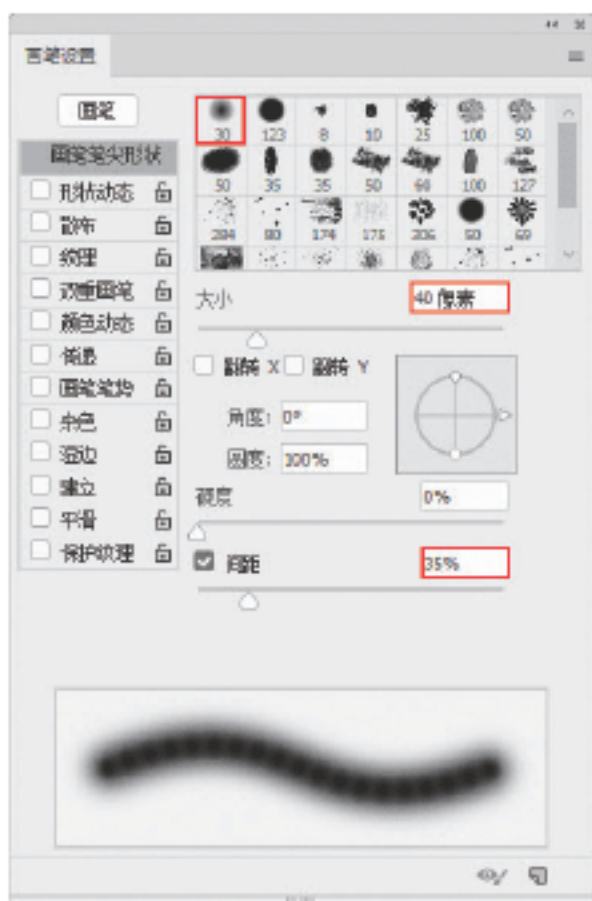 画笔设置
画笔
30 123 8 10 25 100 50
画笔笔尖形状
50 35 35 50 60 100 127
形状动态
284 80 174 175 206 50 69
散布
纹理
双重画笔
大小 40 像素
颜色动态
传递
翻转 X 翻转 Y
画笔笔势
杂色
角度: 0°
湿边
圆度: 100%
建立
硬度 0%
平滑
保护纹理
间距 35%